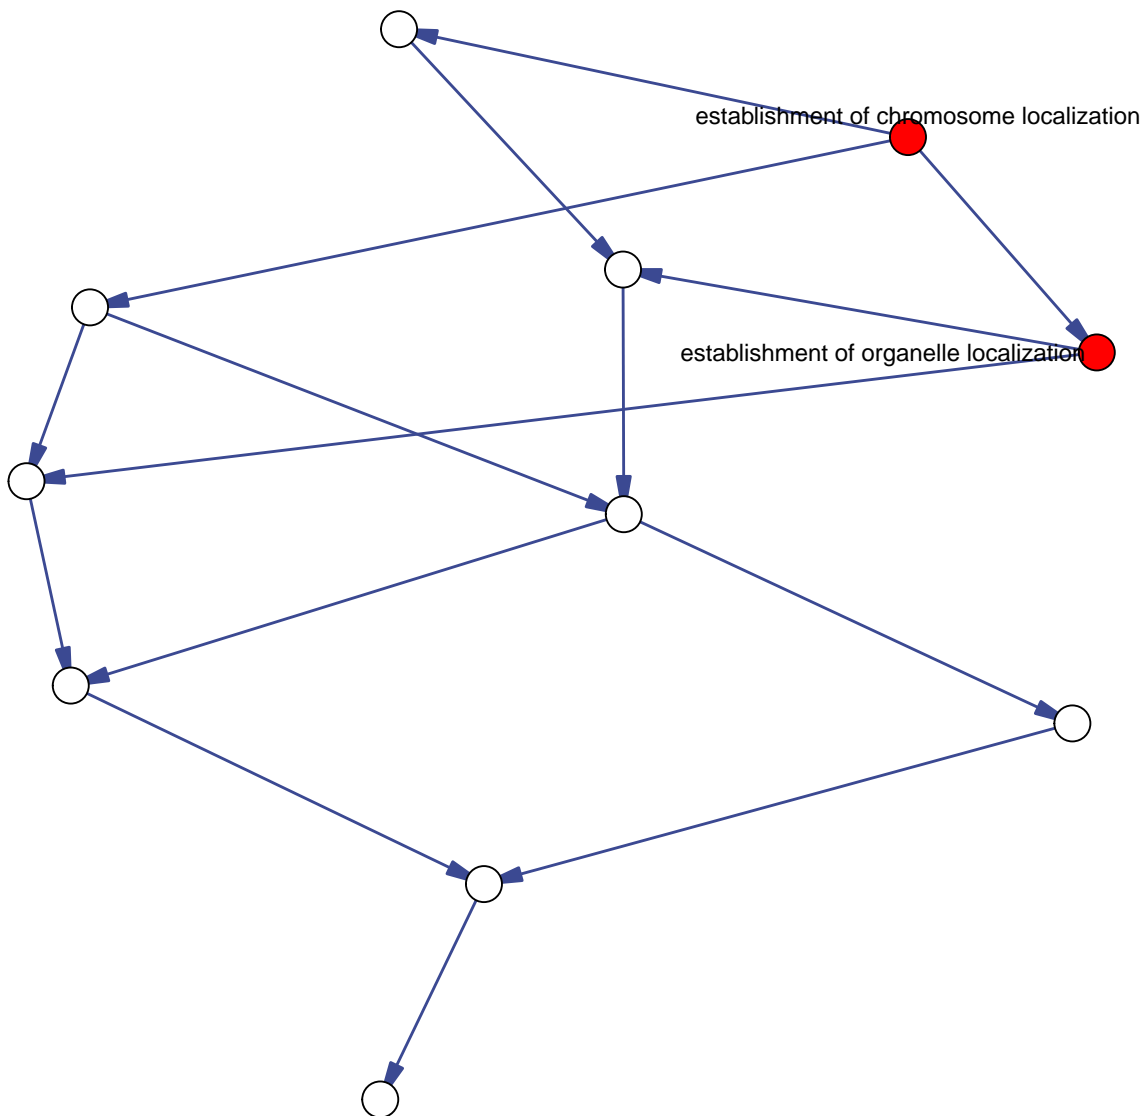 establishment of chromosome localization
establishment of organelle localization